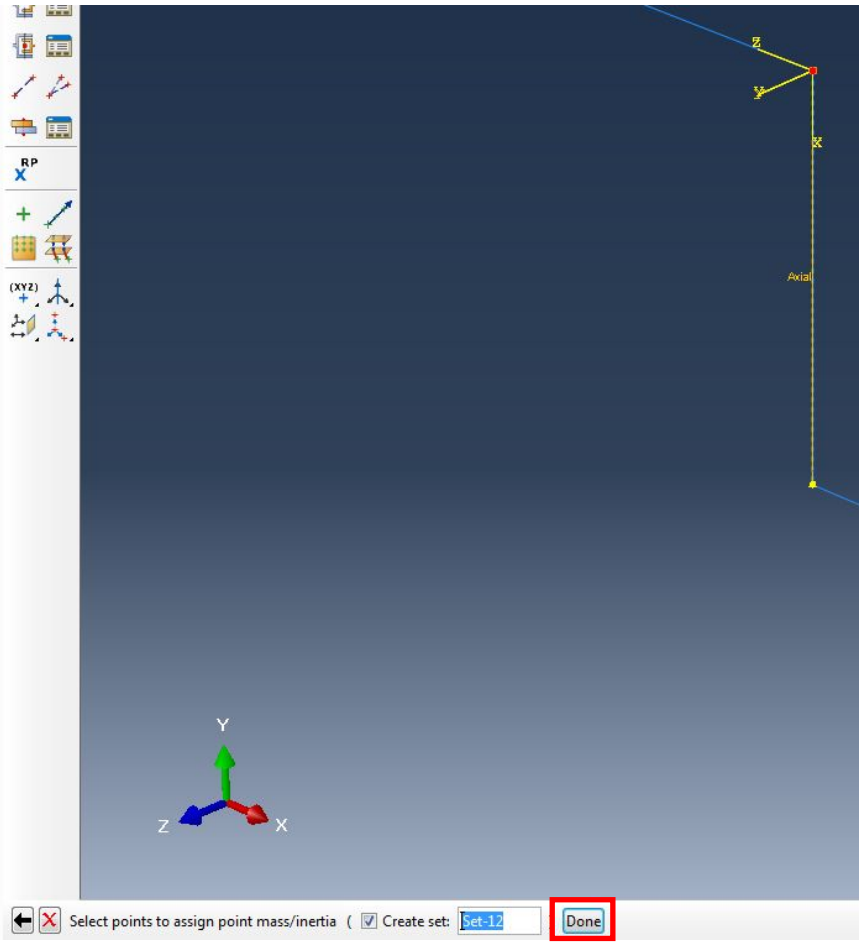 Z
Y
X
RP
X
Axial
(XYZ)
Y
Z
X
Select points to assign point mass/inertia ( Create set: Set-12 ) Done